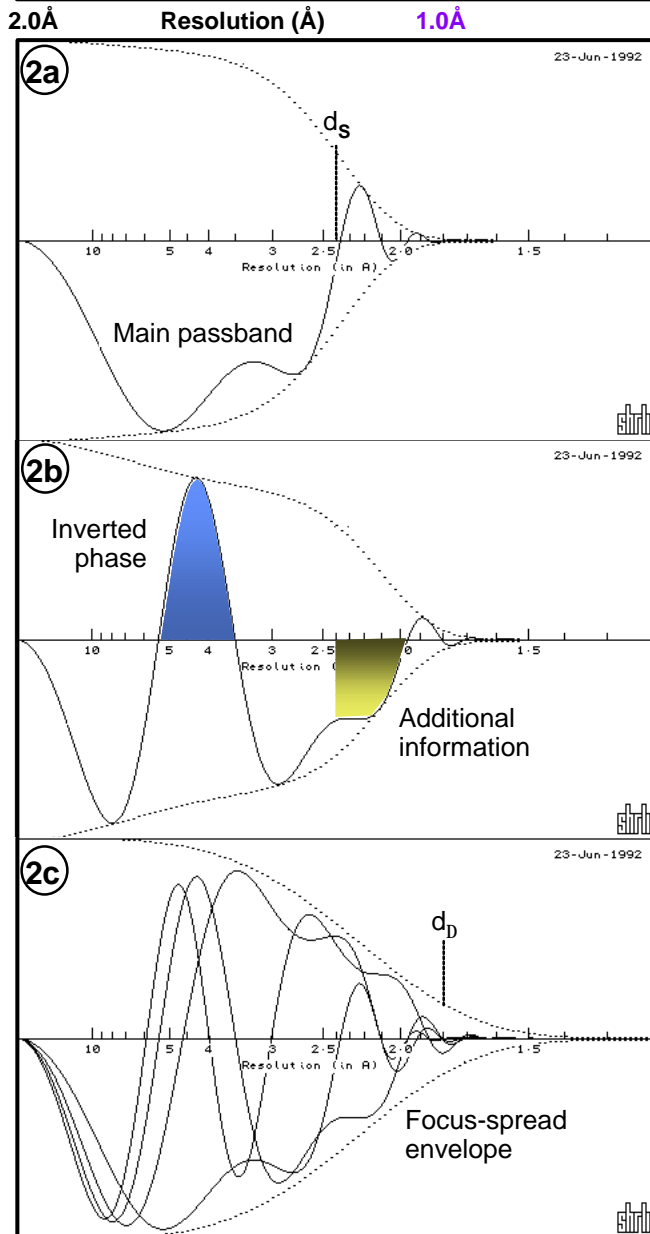 2.0Å Resolution (Å) 1.0Å
2a
23-Jun-1992
dS
10 5 4 3 2.5 2.0 1.5
Resolution (in A)
Main passband
shrli
2b
23-Jun-1992
Inverted
phase
10 5 4 3 2.5 0 1.5
Resolution (
Additional
information
2c
23-Jun-1992
dD
10 5 4 3 2.5 2.0 1.5
Resolution (in A)
Focus-spread
envelope